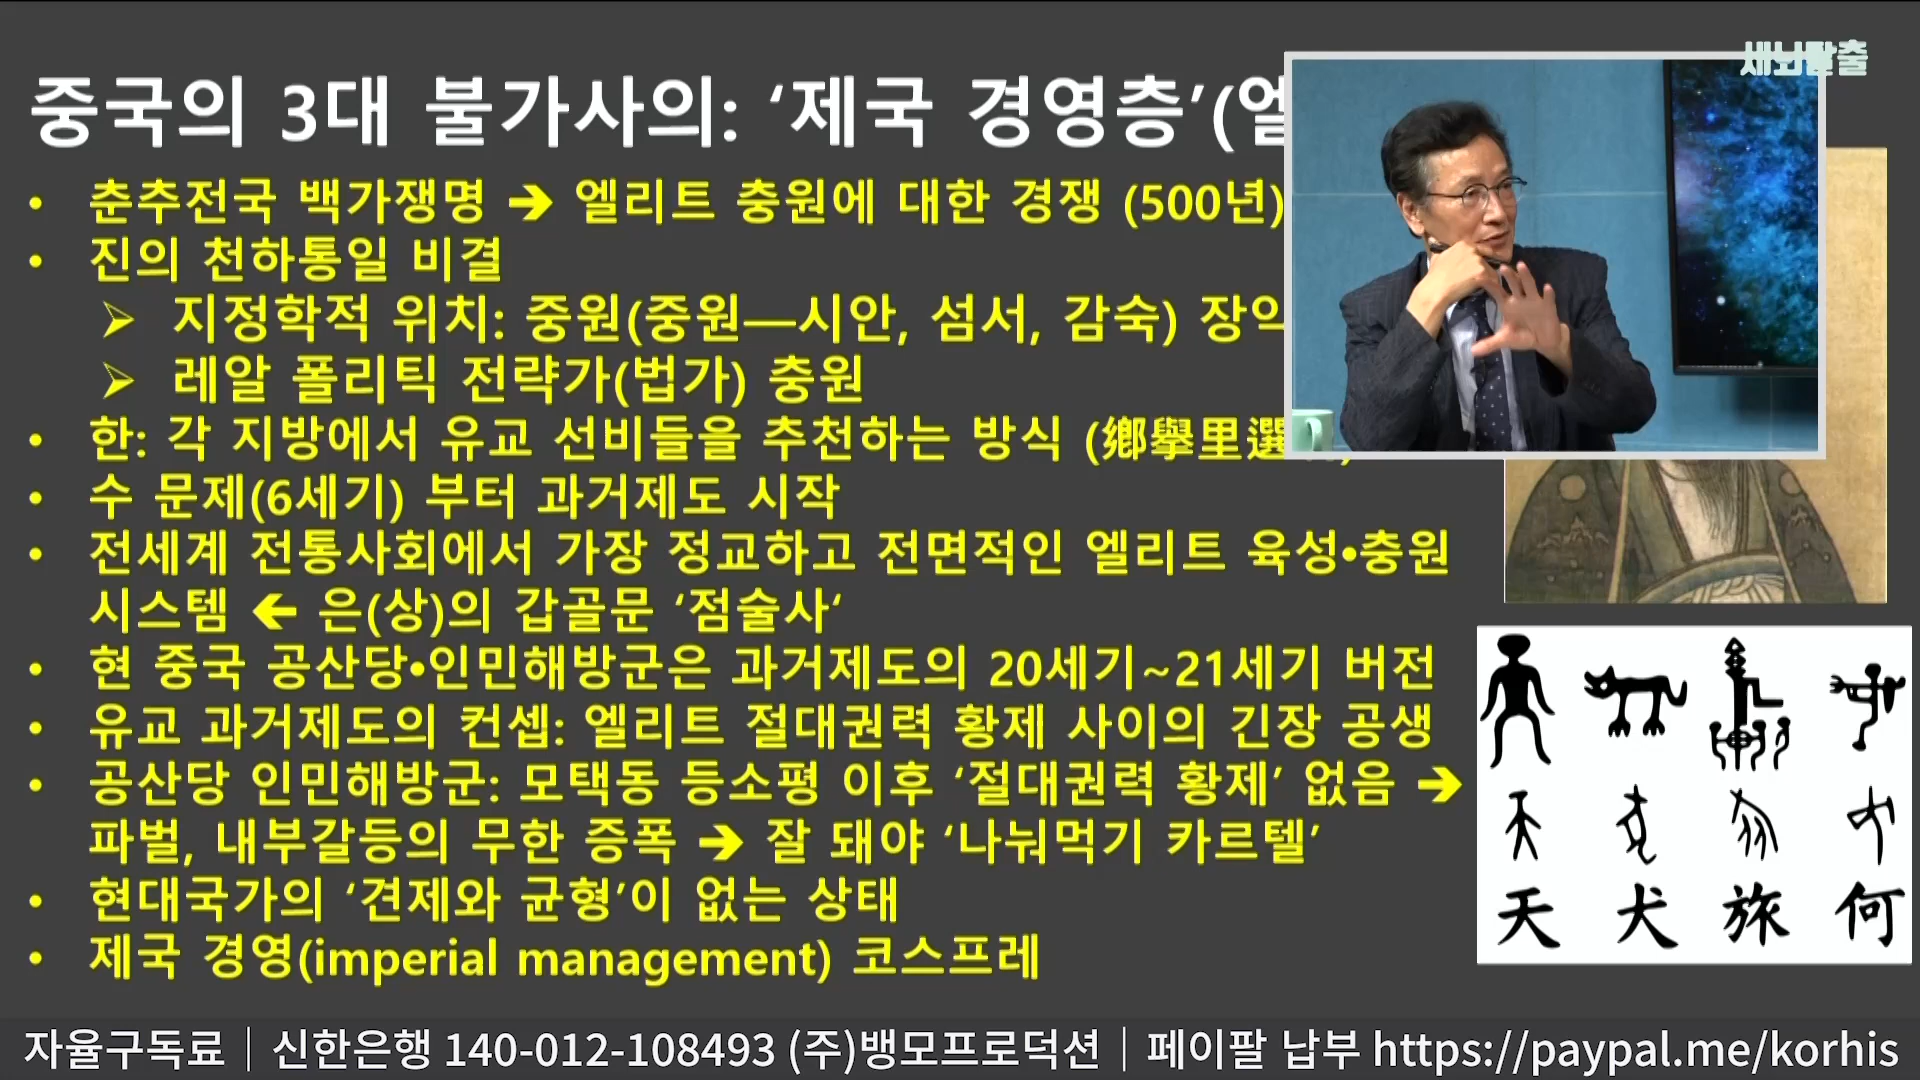 세뇌탈출
중국의 3대 불가사의: ‘제국 경영층’(엘
• 춘추전국 백가쟁명 ➔ 엘리트 충원에 대한 경쟁 (500년)
• 진의 천하통일 비결
➢ 지정학적 위치: 중원(중원—시안, 섬서, 감숙) 장악
➢ 레알 폴리틱 전략가(법가) 충원
• 한: 각 지방에서 유교 선비들을 추천하는 방식 (鄕擧里選
• 수 문제(6세기) 부터 과거제도 시작
• 전세계 전통사회에서 가장 정교하고 전면적인 엘리트 육성•충원
시스템 🡸 은(상)의 갑골문 ‘점술사‘
• 현 중국 공산당•인민해방군은 과거제도의 20세기~21세기 버전
• 유교 과거제도의 컨셉: 엘리트 절대권력 황제 사이의 긴장 공생
• 공산당 인민해방군: 모택동 등소평 이후 ‘절대권력 황제’ 없음 ➔
파벌, 내부갈등의 무한 증폭 ➔ 잘 돼야 ‘나눠먹기 카르텔’
• 현대국가의 ‘견제와 균형’이 없는 상태
• 제국 경영(imperial management) 코스프레
天 犬 旅 何
자율구독료│신한은행 140-012-108493 (주)뱅모프로덕션│페이팔 납부 https://paypal.me/korhis